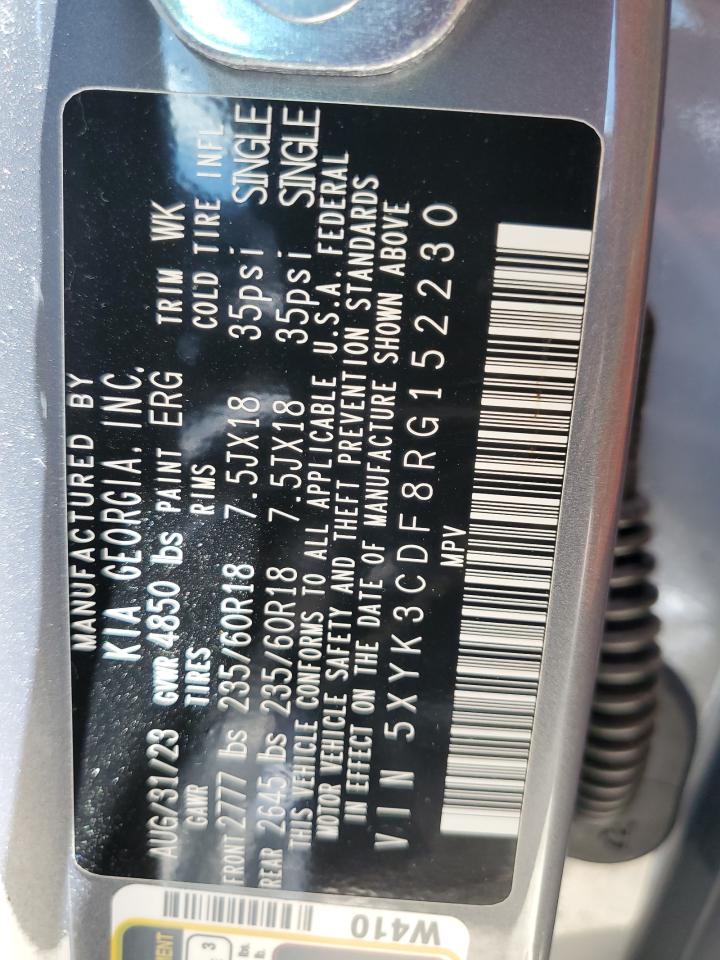 MANUFACTURED BY
KIA GEORGIA, INC.
AUG/31/23 GVWR 4850 lbs PAINT ERG TRIM WK
GAWR TIRES RIMS COLD TIRE INFL
FRONT 2777 lbs 235/60R18 7.5JX18 35psi SINGLE
REAR 2645 lbs 235/60R18 7.5JX18 35psi SINGLE
THIS VEHICLE CONFORMS TO ALL APPLICABLE U.S.A. FEDERAL
MOTOR VEHICLE SAFETY AND THEFT PREVENTION STANDARDS
IN EFFECT ON THE DATE OF MANUFACTURE SHOWN ABOVE
VIN 5XYK3CDF8RG152230
MPV
W410
3